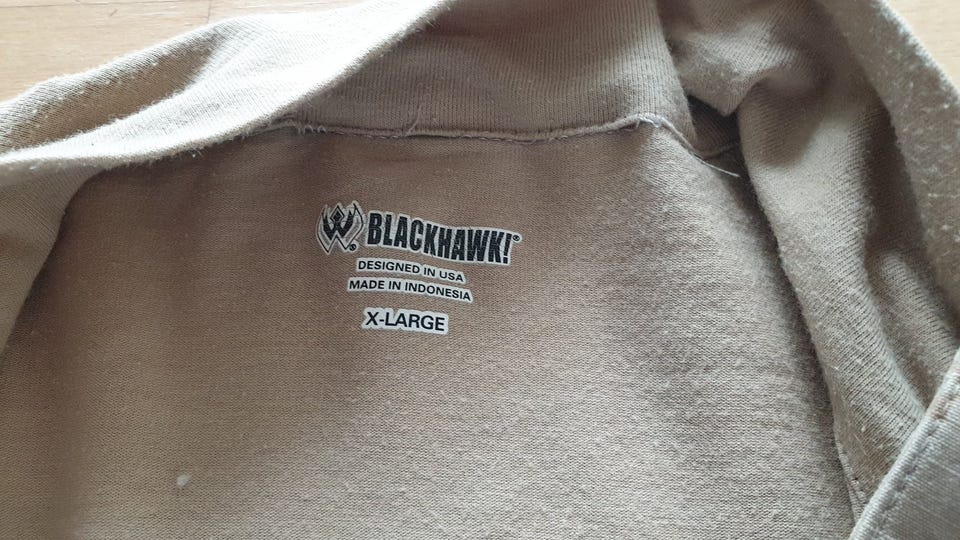 BLACKHAWK!®
DESIGNED IN USA
MADE IN INDONESIA
X-LARGE